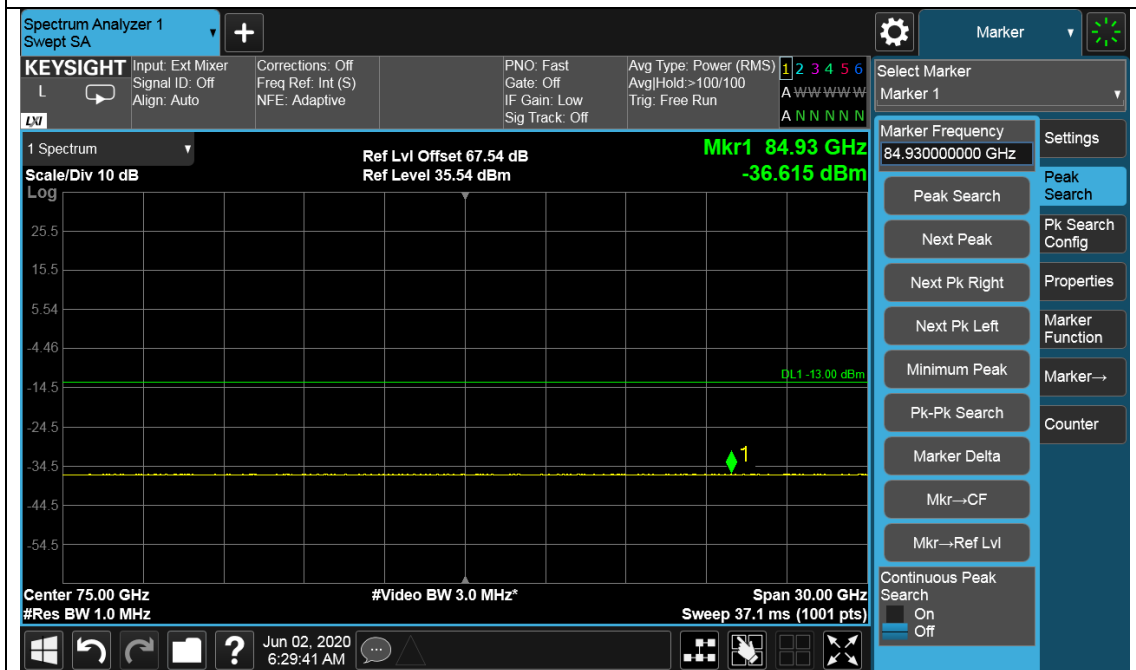 Spectrum Analyzer 1
Swept SA
+
Marker
KEYSIGHT
L
LXI
Input: Ext Mixer
Signal ID: Off
Align: Auto
Corrections: Off
Freq Ref: Int (S)
NFE: Adaptive
PNO: Fast
Gate: Off
IF Gain: Low
Sig Track: Off
Avg Type: Power (RMS)
Avg|Hold:>100/100
Trig: Free Run
1 2 3 4 5 6
A W W W W W
A N N N N N
Select Marker
Marker 1
1 Spectrum
Scale/Div 10 dB
Log
Ref Lvl Offset 67.54 dB
Ref Level 35.54 dBm
Mkr1 84.93 GHz
-36.615 dBm
25.5
15.5
5.54
-4.46
-14.5
-24.5
-34.5
-44.5
-54.5
DL1 -13.00 dBm
1
Center 75.00 GHz
#Res BW 1.0 MHz
#Video BW 3.0 MHz*
Span 30.00 GHz
Sweep 37.1 ms (1001 pts)
Marker Frequency
84.930000000 GHz
Peak Search
Next Peak
Next Pk Right
Next Pk Left
Minimum Peak
Pk-Pk Search
Marker Delta
Mkr→CF
Mkr→Ref Lvl
Continuous Peak
Search
On
Off
Settings
Peak
Search
Pk Search
Config
Properties
Marker
Function
Marker→
Counter
?
Jun 02, 2020
6:29:41 AM